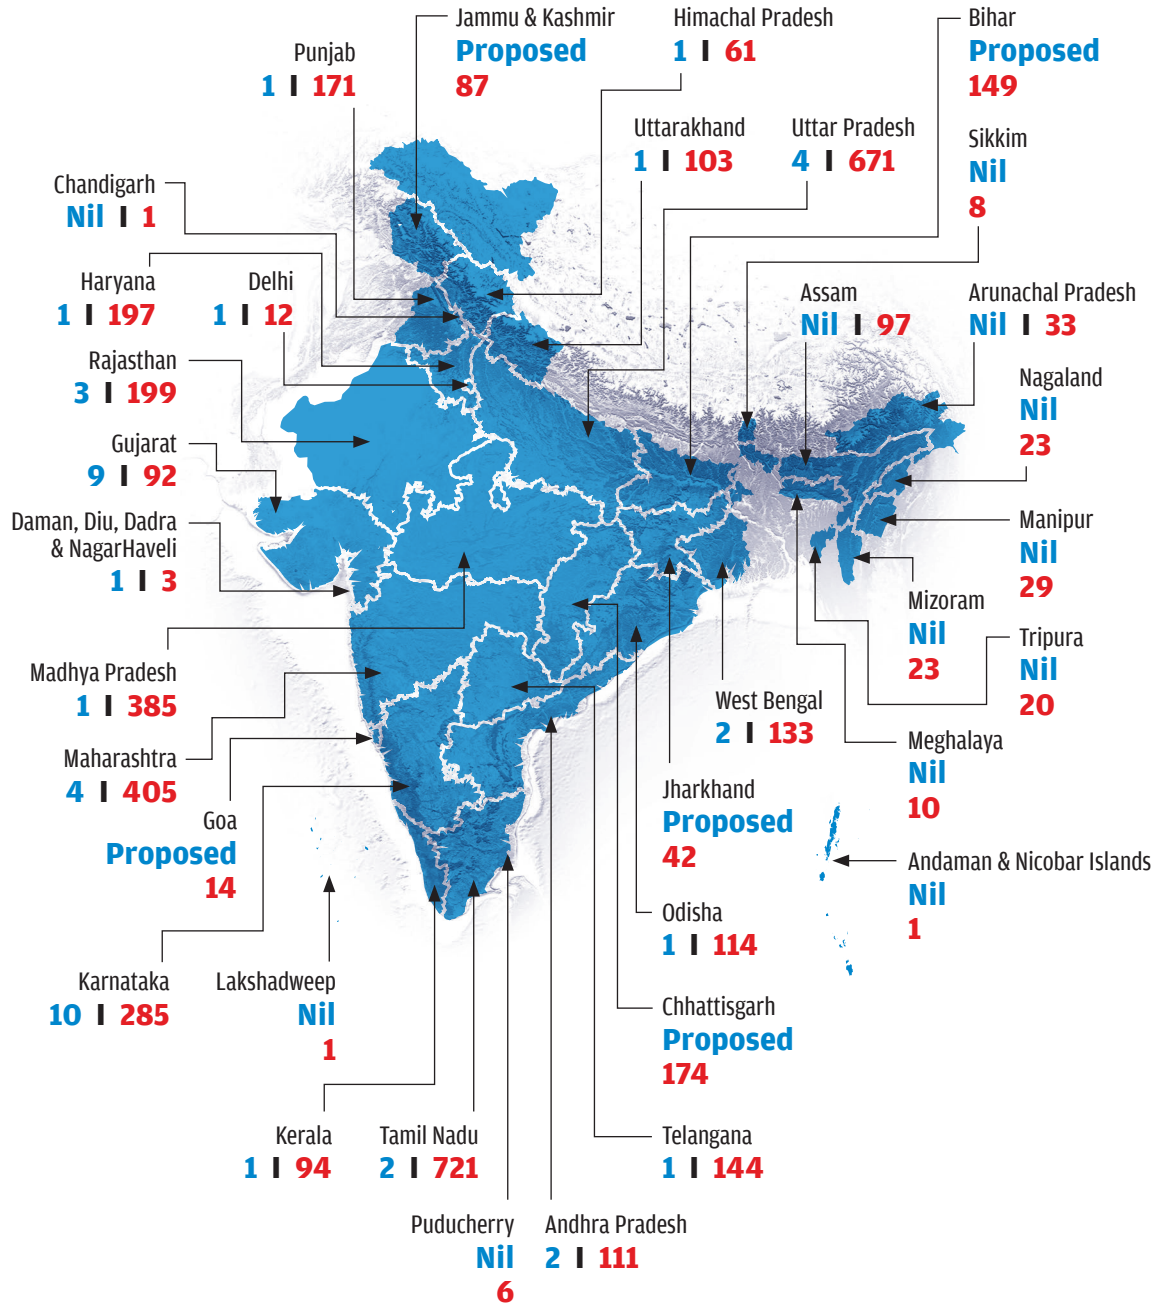 Jammu & Kashmir
Proposed
87
Himachal Pradesh
1 I 61
Bihar
Proposed
149
Punjab
1 I 171
Uttarakhand
1 I 103
Uttar Pradesh
4 I 671
Sikkim
Nil
8
Chandigarh
Nil I 1
Haryana
1 I 197
Delhi
1 I 12
Assam
Nil I 97
Arunachal Pradesh
Nil I 33
Rajasthan
3 I 199
Nagaland
Nil
23
Gujarat
9 I 92
Daman, Diu, Dadra
& NagarHaveli
1 I 3
Manipur
Nil
29
Mizoram
Nil
23
Tripura
Nil
20
Madhya Pradesh
1 I 385
West Bengal
2 I 133
Meghalaya
Nil
10
Maharashtra
4 I 405
Jharkhand
Proposed
42
Goa
Proposed
14
Andaman & Nicobar Islands
Nil
1
Odisha
1 I 114
Karnataka
10 I 285
Lakshadweep
Nil
1
Chhattisgarh
Proposed
174
Kerala
1 I 94
Tamil Nadu
2 I 721
Telangana
1 I 144
Puducherry
Nil
6
Andhra Pradesh
2 I 111